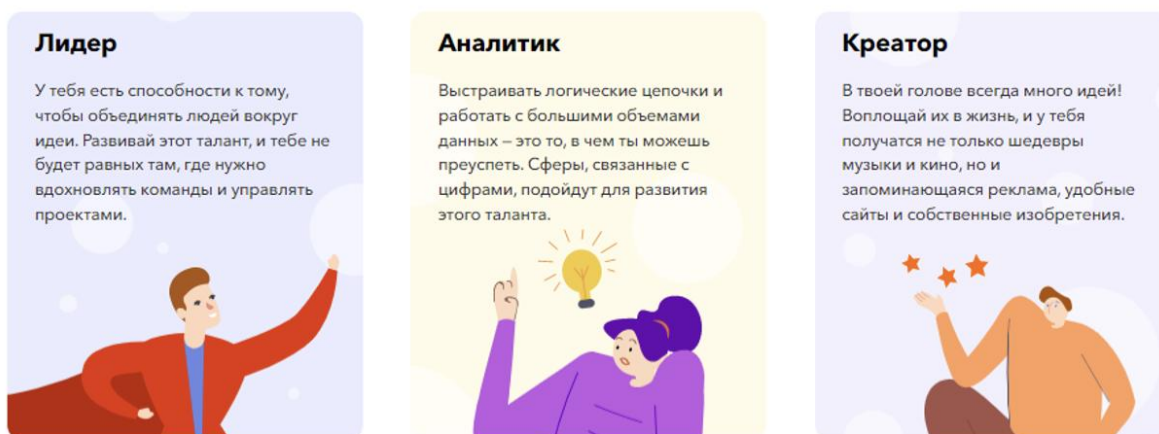 Лидер
У тебя есть способности к тому,
чтобы объединять людей вокруг
идеи. Развивай этот талант, и тебе не
будет равных там, где нужно
вдохновлять команды и управлять
проектами.
Аналитик
Выстраивать логические цепочки и
работать с большими объемами
данных – это то, в чем ты можешь
преуспеть. Сферы, связанные с
цифрами, подойдут для развития
этого таланта.
Креатор
В твоей голове всегда много идей!
Воплощай их в жизнь, и у тебя
получатся не только шедевры
музыки и кино, но и
запоминающаяся реклама, удобные
сайты и собственные изобретения.